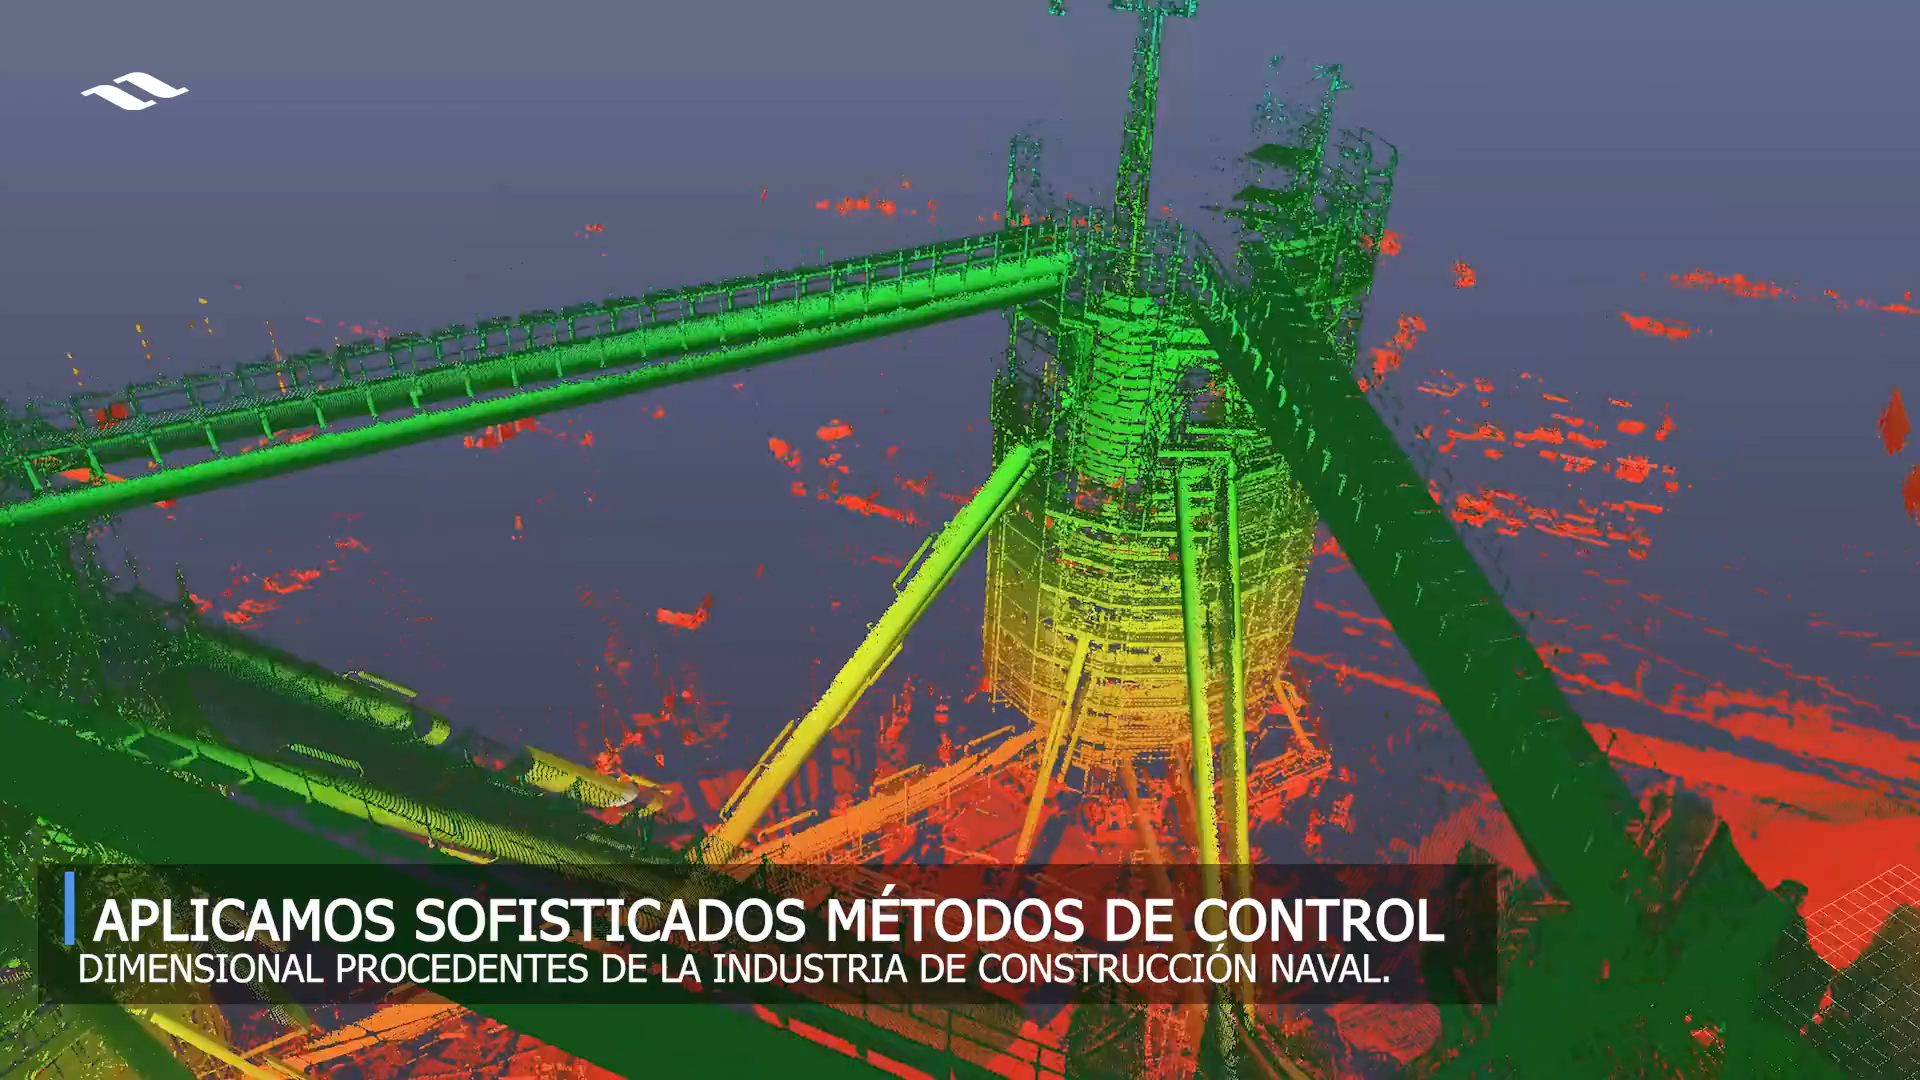 APLICAMOS SOFISTICADOS MÉTODOS DE CONTROL
DIMENSIONAL PROCEDENTES DE LA INDUSTRIA DE CONSTRUCCIÓN NAVAL.